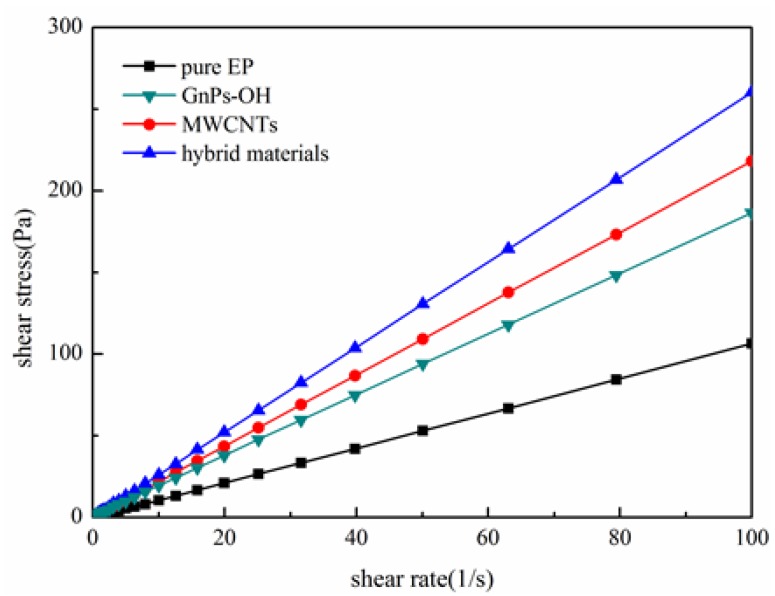 300
200
100
0
shear stress(Pa)
pure EP
GnPs-OH
MWCNTs
hybrid materials
0 20 40 60 80 100
shear rate(1/s)